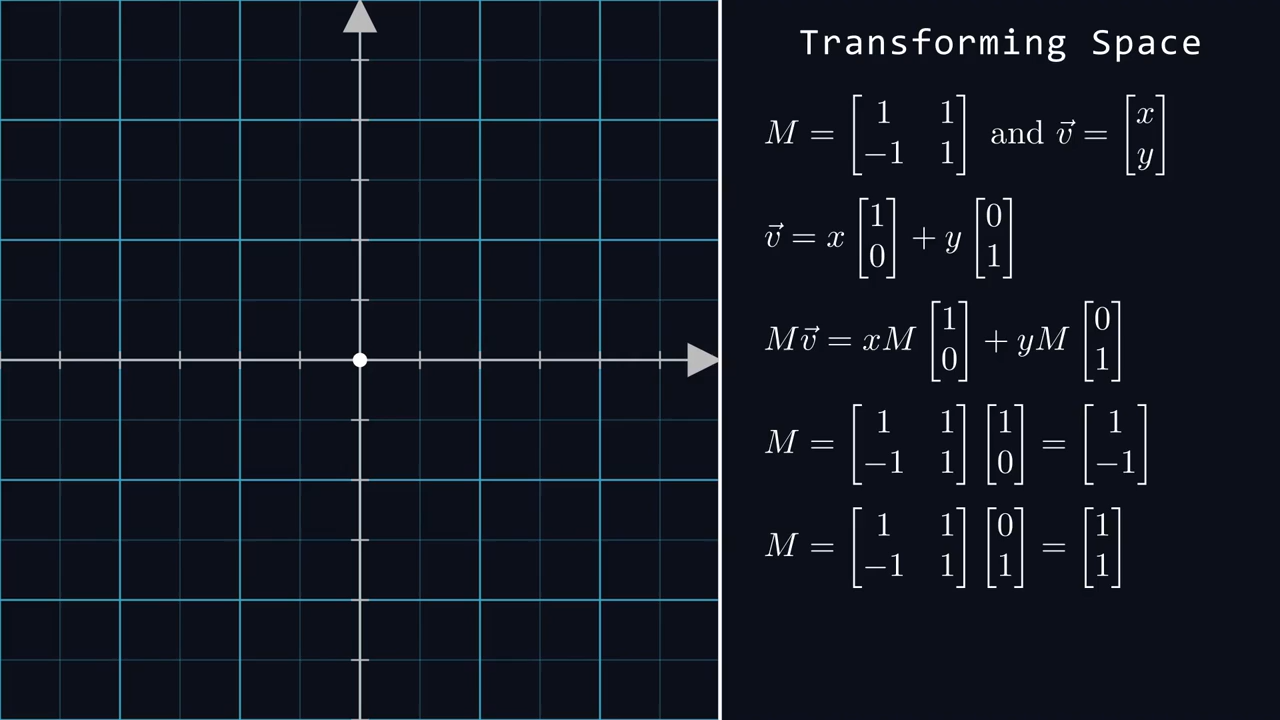 Transforming Space
M = [1 1; −1 1] and v⃗ = [x; y]
v⃗ = x [1; 0] + y [0; 1]
Mv⃗ = xM [1; 0] + yM [0; 1]
M = [1 1; −1 1] [1; 0] = [1; −1]
M = [1 1; −1 1] [0; 1] = [1; 1]